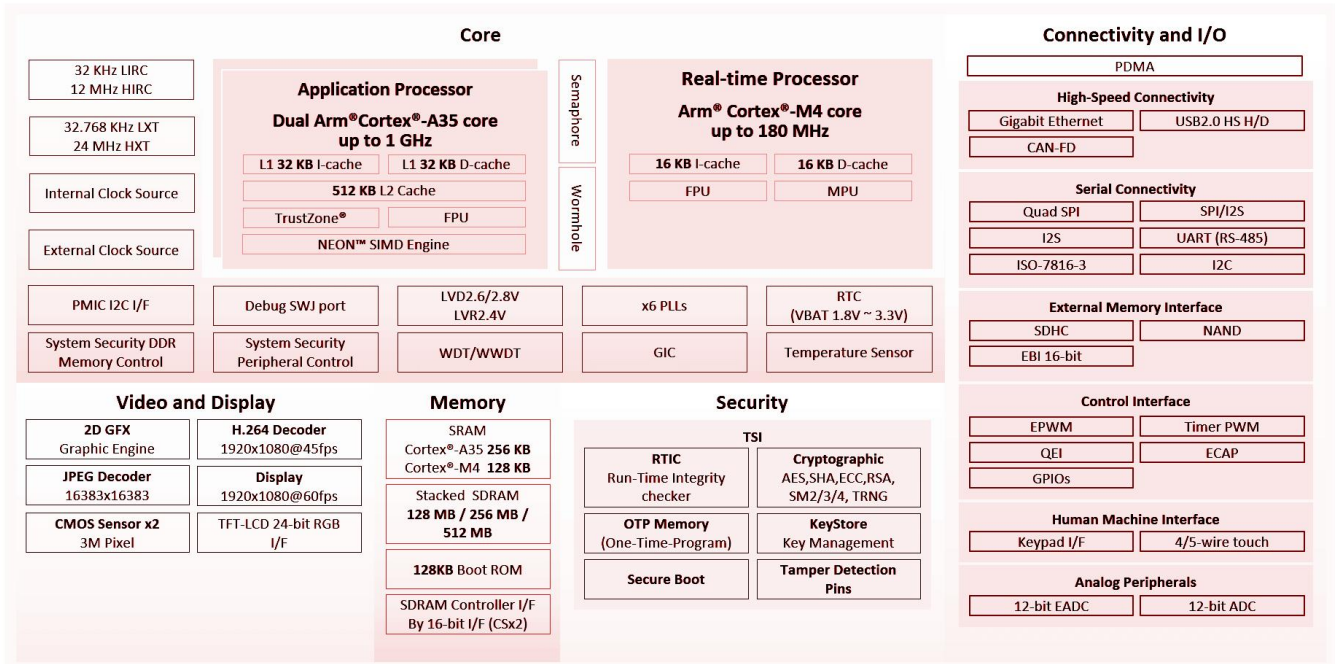 Core
32 KHz LIRC
12 MHz HIRC
32.768 KHz LXT
24 MHz HXT
Internal Clock Source
External Clock Source
Application Processor
Dual Arm®Cortex®-A35 core
up to 1 GHz
L1 32 KB I-cache
L1 32 KB D-cache
512 KB L2 Cache
TrustZone®
FPU
NEON™ SIMD Engine
Semaphore
Wormhole
Real-time Processor
Arm® Cortex®-M4 core
up to 180 MHz
16 KB I-cache
16 KB D-cache
FPU
MPU
PMIC I2C I/F
Debug SWJ port
LVD2.6/2.8V
LVR2.4V
x6 PLLs
RTC
(VBAT 1.8V ~ 3.3V)
System Security DDR
Memory Control
System Security
Peripheral Control
WDT/WWDT
GIC
Temperature Sensor
Video and Display
2D GFX
Graphic Engine
H.264 Decoder
1920x1080@45fps
JPEG Decoder
16383x16383
Display
1920x1080@60fps
CMOS Sensor x2
3M Pixel
TFT-LCD 24-bit RGB
I/F
Memory
SRAM
Cortex®-A35 256 KB
Cortex®-M4 128 KB
Stacked SDRAM
128 MB / 256 MB /
512 MB
128KB Boot ROM
SDRAM Controller I/F
By 16-bit I/F (CSx2)
Security
TSI
RTIC
Run-Time Integrity
checker
Cryptographic
AES,SHA,ECC,RSA,
SM2/3/4, TRNG
OTP Memory
(One-Time-Program)
KeyStore
Key Management
Secure Boot
Tamper Detection
Pins
Connectivity and I/O
PDMA
High-Speed Connectivity
Gigabit Ethernet
USB2.0 HS H/D
CAN-FD
Serial Connectivity
Quad SPI
SPI/I2S
I2S
UART (RS-485)
ISO-7816-3
I2C
External Memory Interface
SDHC
NAND
EBI 16-bit
Control Interface
EPWM
Timer PWM
QEI
ECAP
GPIOs
Human Machine Interface
Keypad I/F
4/5-wire touch
Analog Peripherals
12-bit EADC
12-bit ADC